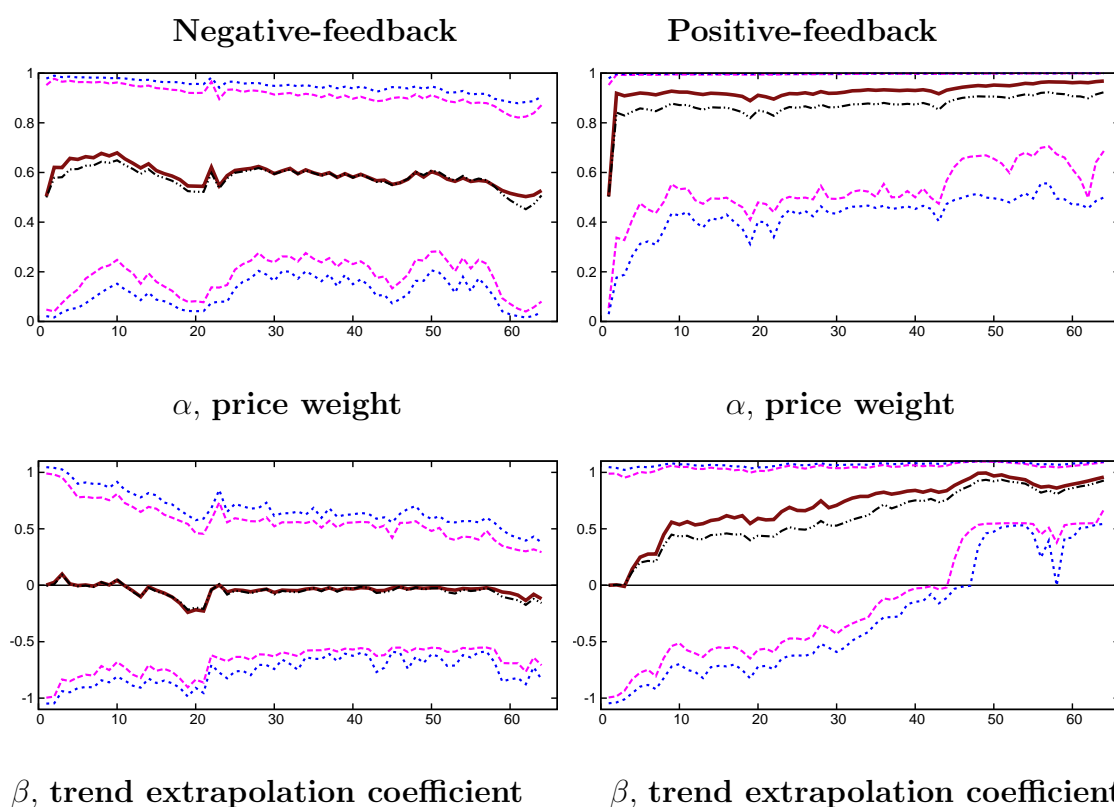 Negative-feedback
Positive-feedback
1
0.8
0.6
0.4
0.2
0
0 10 20 30 40 50 60
1
0.8
0.6
0.4
0.2
0
0 10 20 30 40 50 60
α, price weight
α, price weight
1
0.5
0
-0.5
-1
0 10 20 30 40 50 60
1
0.5
0
-0.5
-1
0 10 20 30 40 50 60
β, trend extrapolation coefficient
β, trend extrapolation coefficient